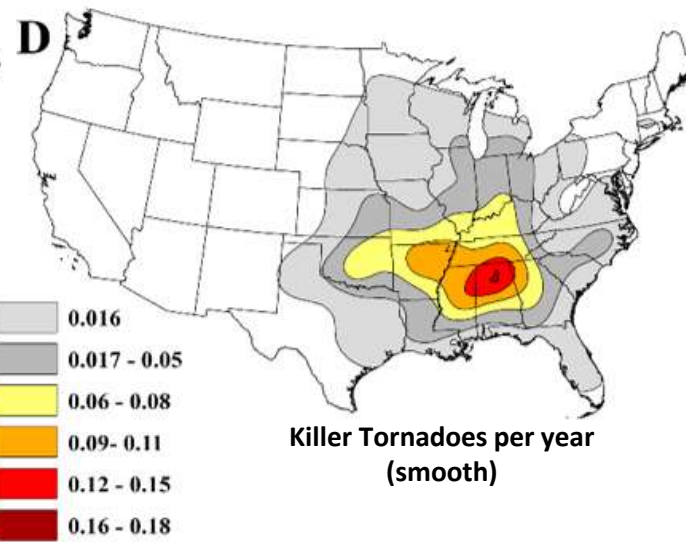 D
0.016
0.017 - 0.05
0.06 - 0.08
0.09- 0.11
0.12 - 0.15
0.16 - 0.18
Killer Tornadoes per year
(smooth)